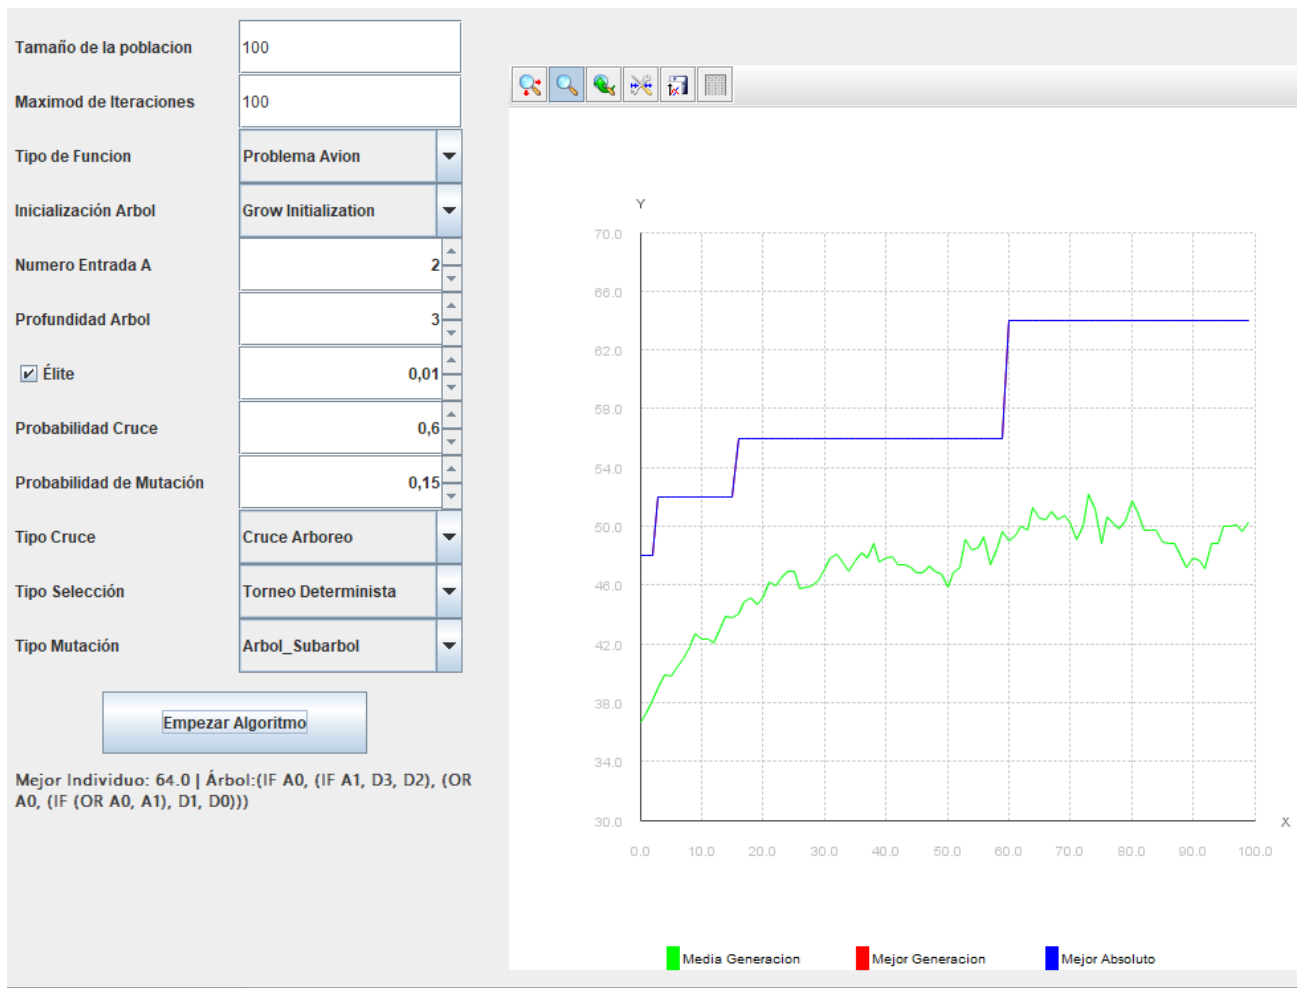 Tamaño de la poblacion
100
Maximod de Iteraciones
100
Tipo de Funcion
Problema Avion
Inicialización Arbol
Grow Initialization
Numero Entrada A
2
Profundidad Arbol
3
Élite
0,01
Probabilidad Cruce
0,6
Probabilidad de Mutación
0,15
Tipo Cruce
Cruce Arboreo
Tipo Selección
Torneo Determinista
Tipo Mutación
Arbol_Subarbol
Empezar Algoritmo
Mejor Individuo: 64.0 | Árbol:(IF A0, (IF A1, D3, D2), (OR
A0, (IF (OR A0, A1), D1, D0)))
Y
70.0
66.0
62.0
58.0
54.0
50.0
46.0
42.0
38.0
34.0
30.0
X
0.0 10.0 20.0 30.0 40.0 50.0 60.0 70.0 80.0 90.0 100.0
Media Generacion Mejor Generacion Mejor Absoluto